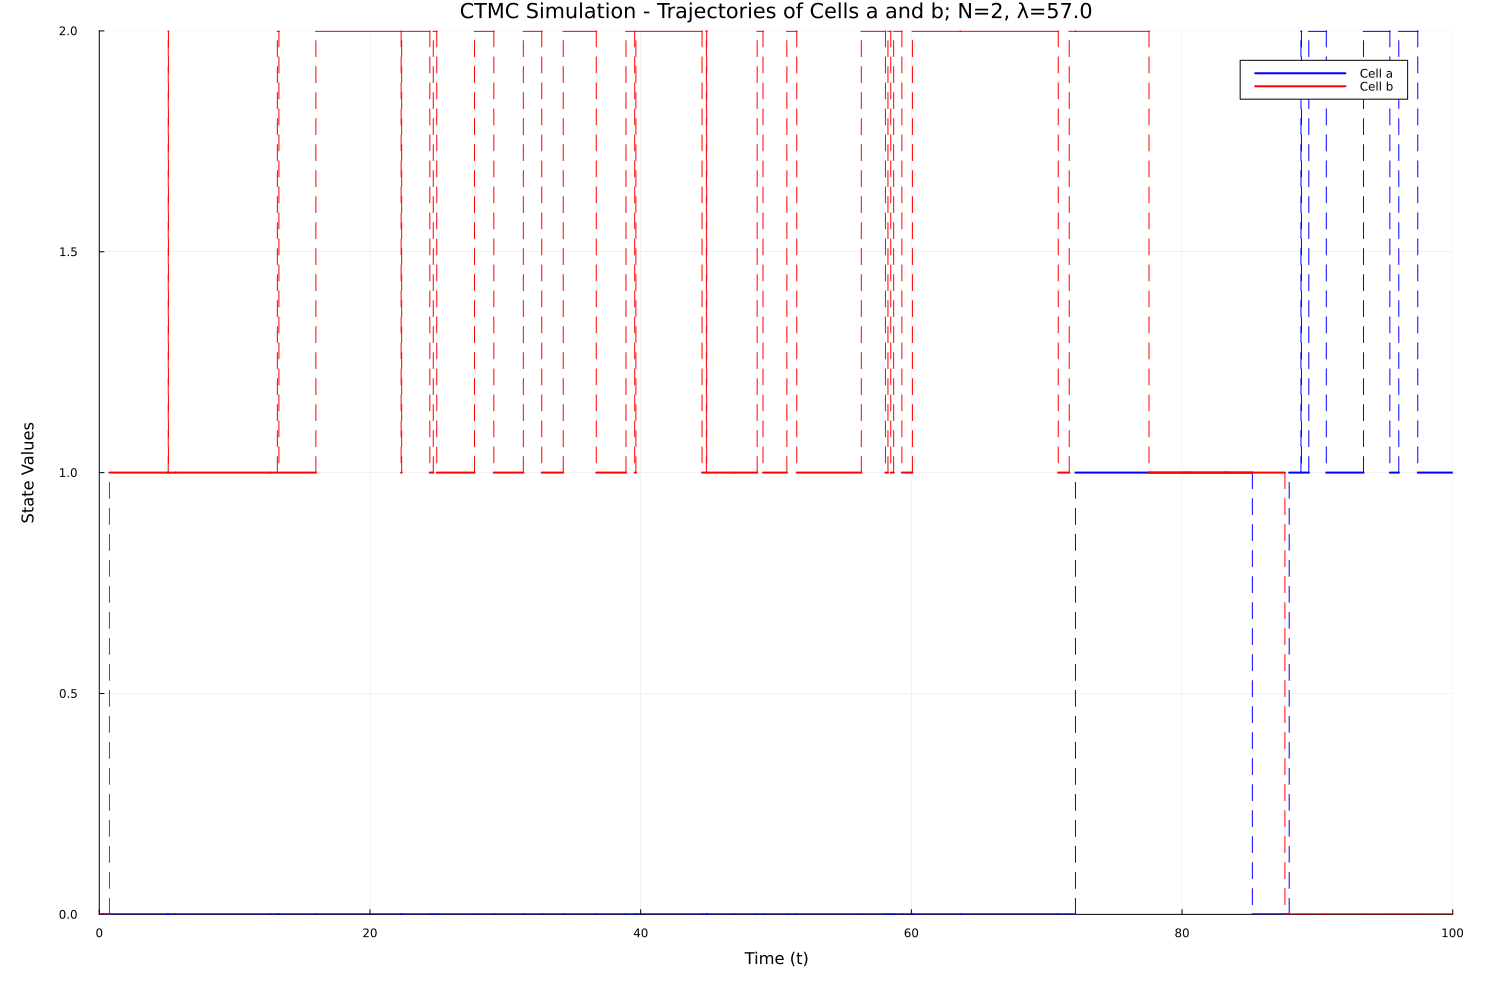 CTMC Simulation - Trajectories of Cells a and b; N=2, λ=57.0
2.0
Cell a
Cell b
1.5
1.0
State Values
0.5
0.0
0 20 40 60 80 100
Time (t)